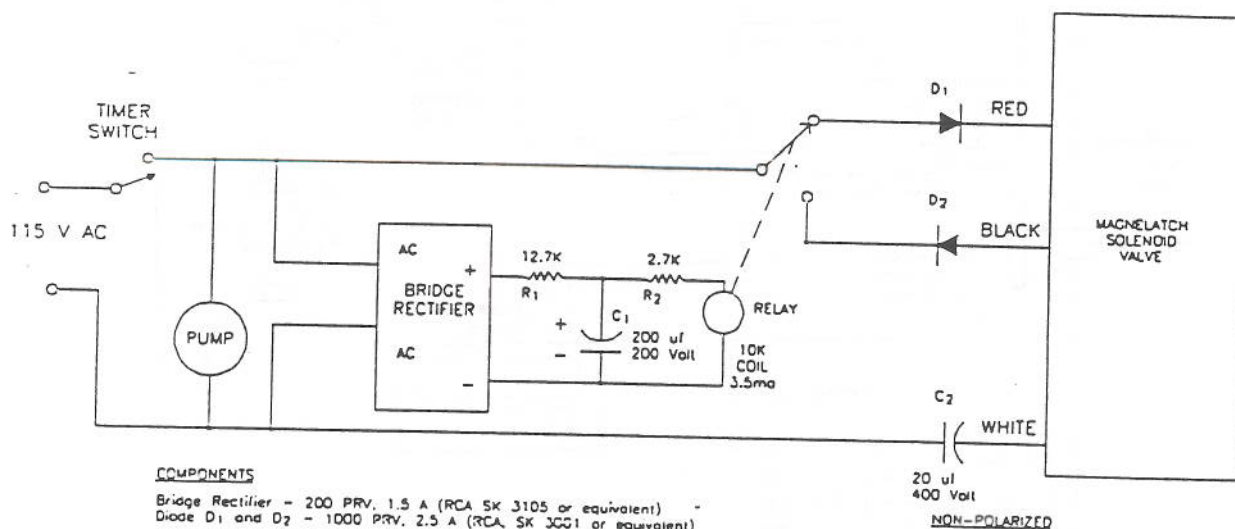 TIMER
SWITCH
115 V AC
PUMP
AC
+
BRIDGE
RECTIFIER
AC
-
12.7K
R1
2.7K
R2
+
-
C1
200 uf
200 Volt
RELAY
10K
COIL
3.5ma
D1
RED
D2
BLACK
MAGNELATCH
SOLENOID
VALVE
C2
WHITE
20 uf
400 Volt
NON-POLARIZED
COMPONENTS
Bridge Rectifier - 200 PRV, 1.5 A (RCA SK 3105 or equivalent)
Diode D1 and D2 - 1000 PRV, 2.5 A (RCA, SK or equivalent)